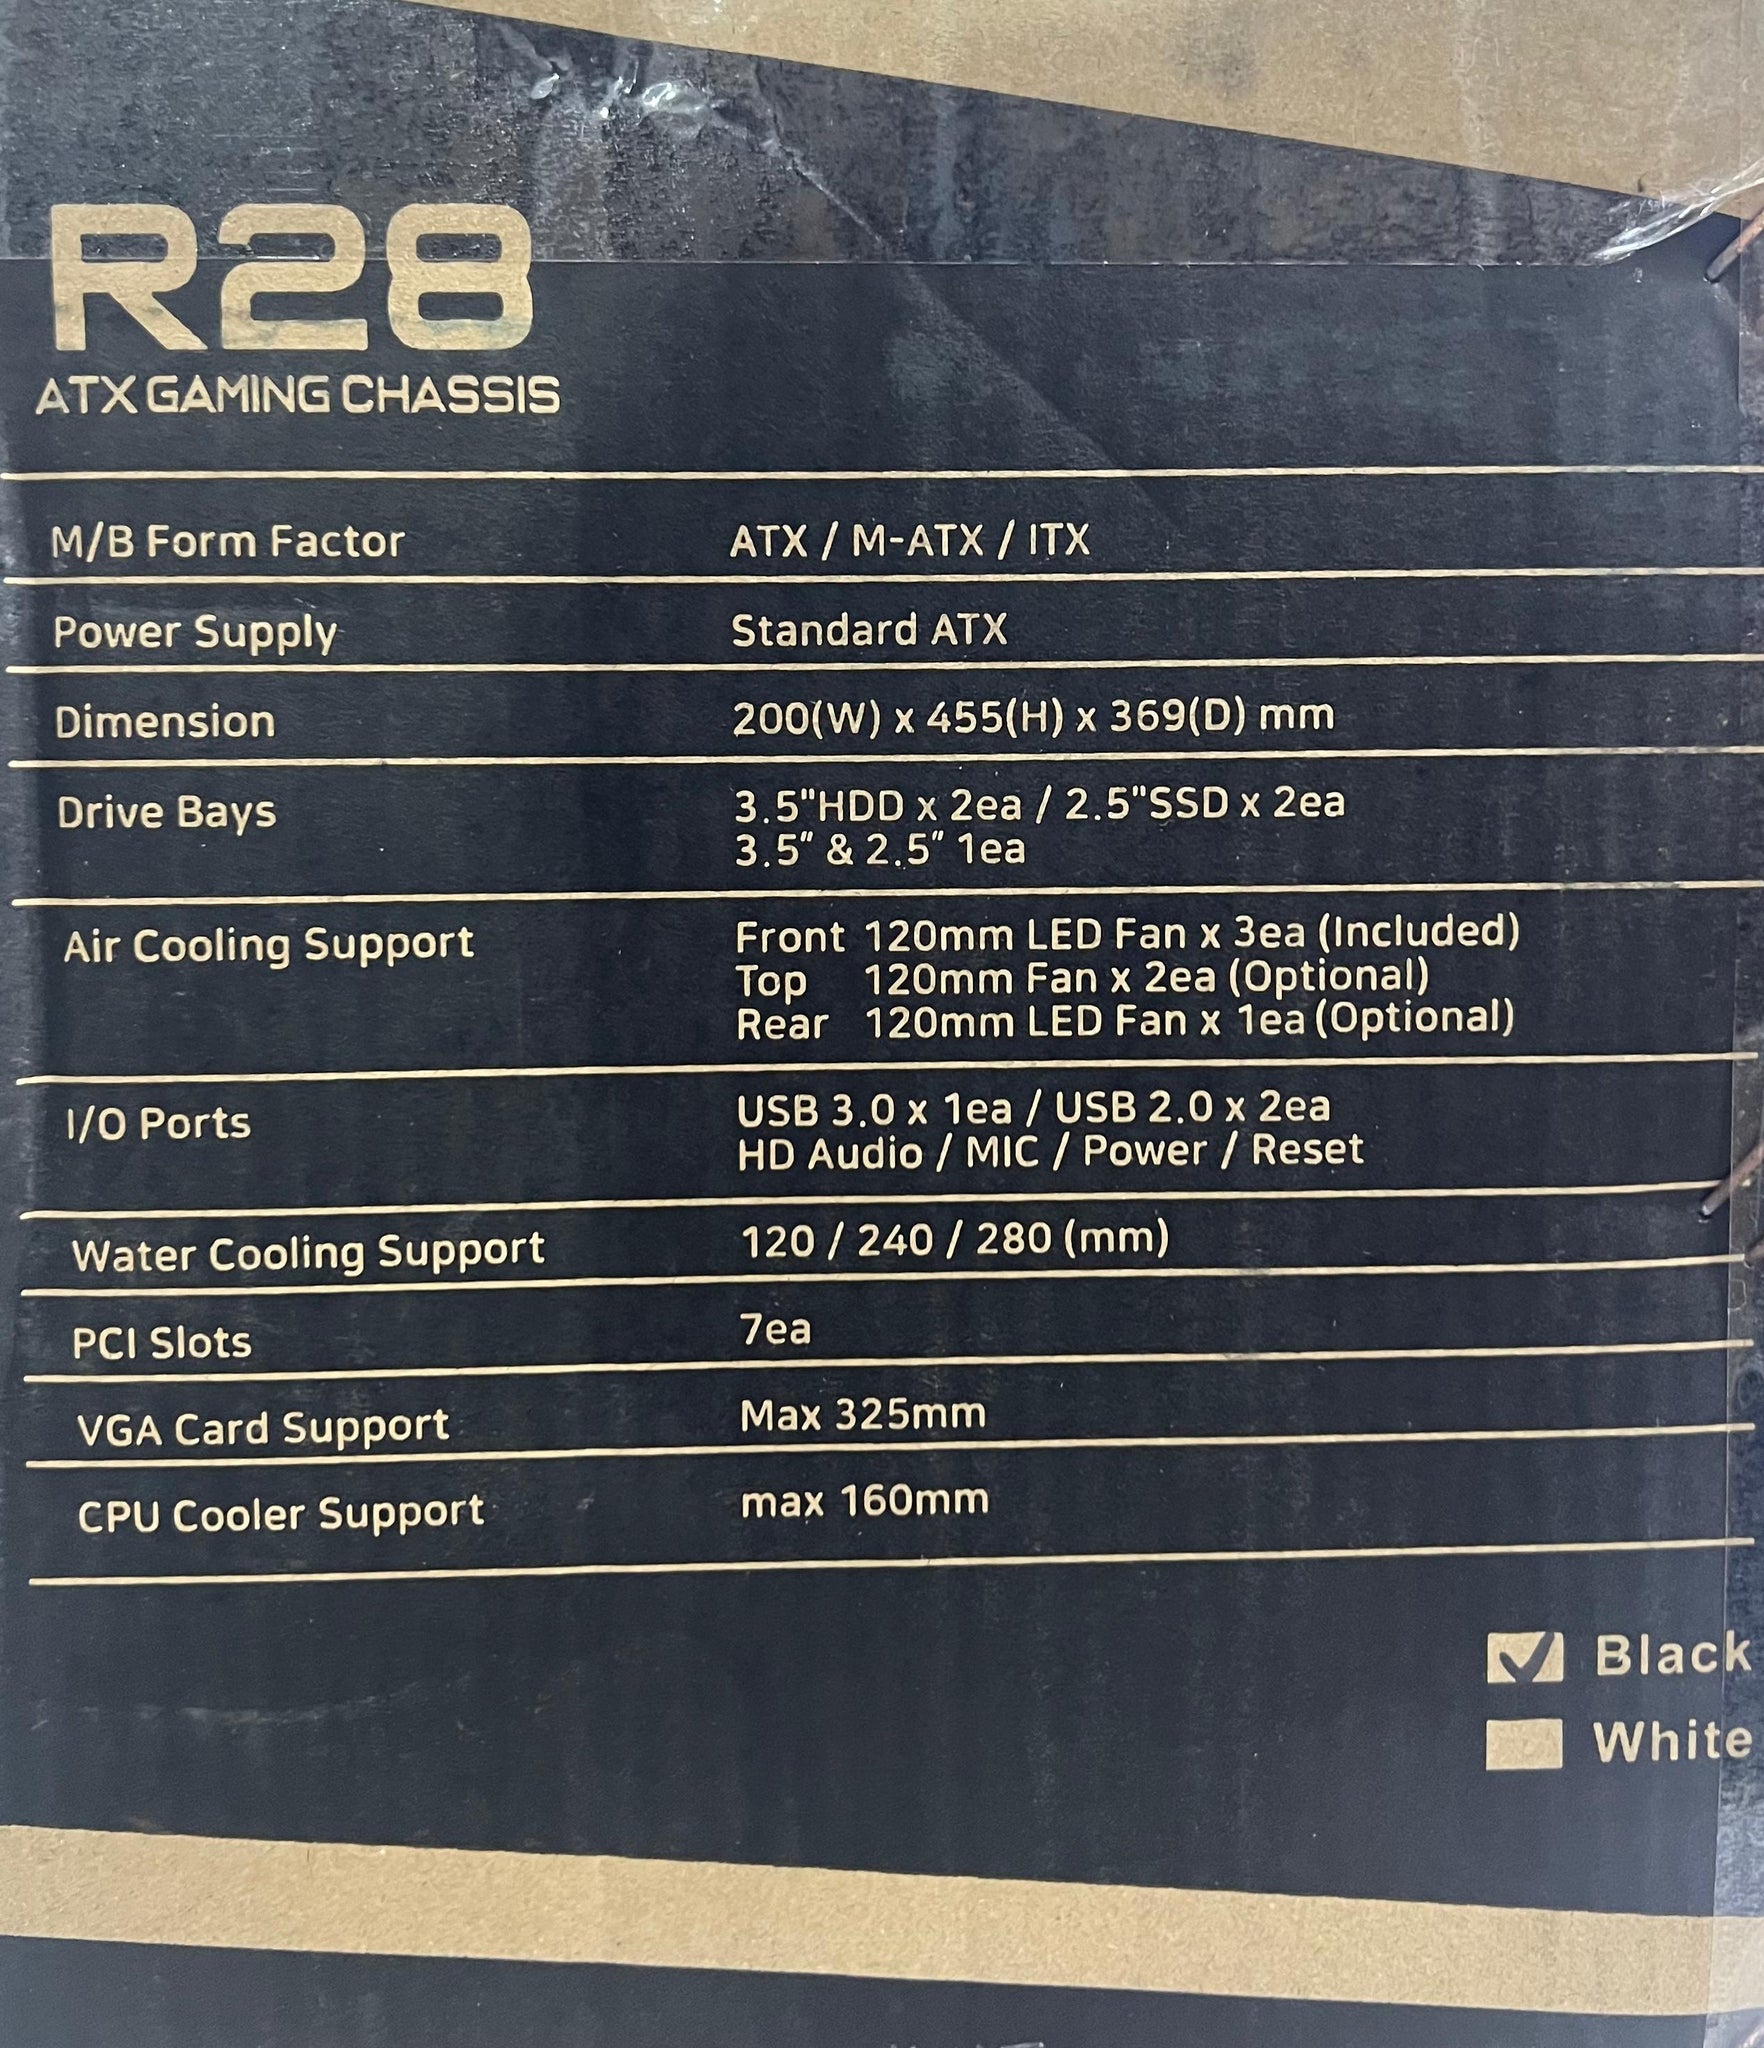 R28
ATX GAMING CHASSIS
M/B Form Factor ATX / M-ATX / ITX
Power Supply Standard ATX
Dimension 200(W) x 455(H) x 369(D) mm
Drive Bays 3.5"HDD x 2ea / 2.5"SSD x 2ea
3.5" & 2.5" 1ea
Air Cooling Support Front 120mm LED Fan x 3ea (Included)
Top 120mm Fan x 2ea (Optional)
Rear 120mm LED Fan x 1ea (Optional)
I/O Ports USB 3.0 x 1ea / USB 2.0 x 2ea
HD Audio / MIC / Power / Reset
Water Cooling Support 120 / 240 / 280 (mm)
PCI Slots 7ea
VGA Card Support Max 325mm
CPU Cooler Support max 160mm
Black
White